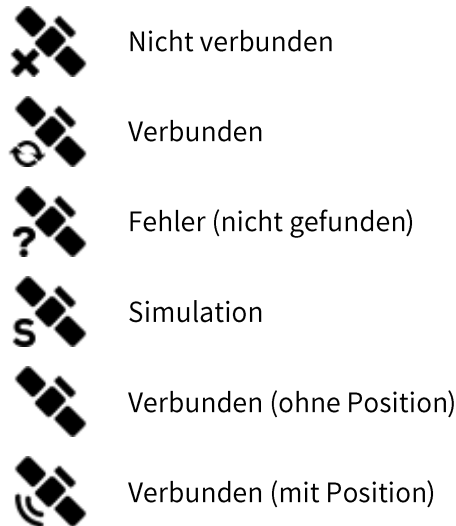 Nicht verbunden
Verbunden
? Fehler (nicht gefunden)
S Simulation
Verbunden (ohne Position)
Verbunden (mit Position)